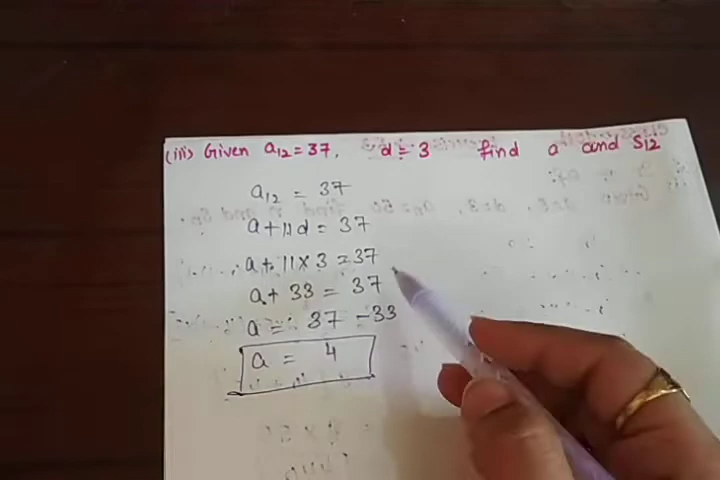 (iii) Given a₁₂ = 37, d = 3 find a and S₁₂
a₁₂ = 37
a + 11d = 37
a + 11 × 3 = 37
a + 33 = 37
a = 37 - 33
a = 4